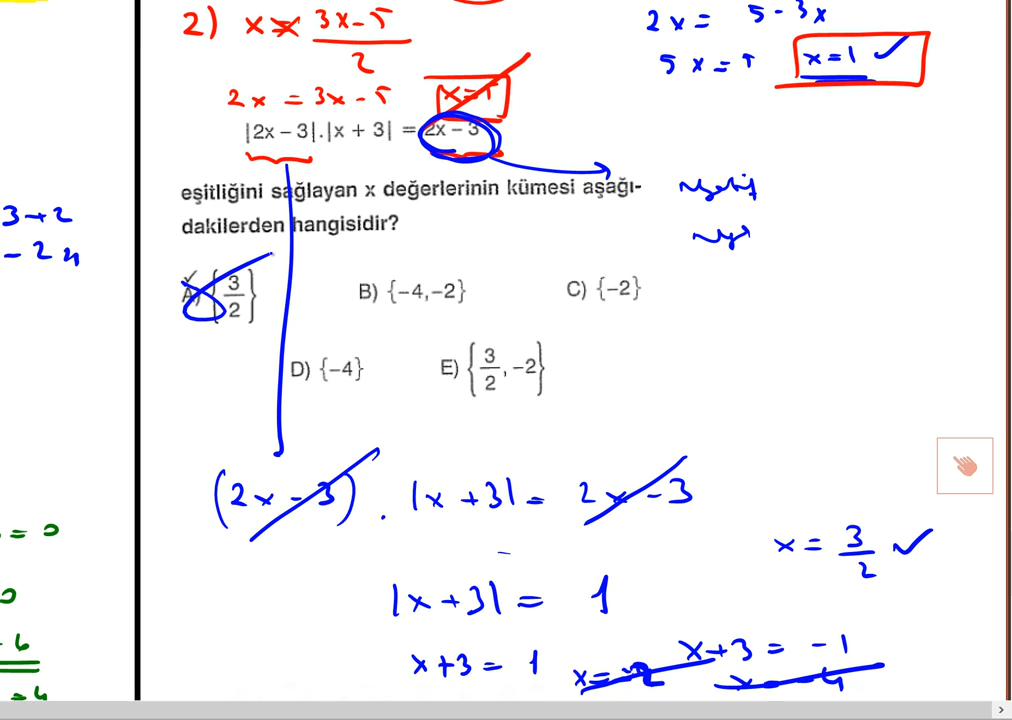 2) x = 3x - 5 / 2
2x = 3x - 5
x = 5
2x = 5 - 3x
5x = 5
x = 1 ✓
|2x – 3|.|x + 3| = 2x – 3
eşitliğini sağlayan x değerlerinin kümesi aşağı-
dakilerden hangisidir?
A) {3/2}
B) {–4, –2}
C) {–2}
D) {–4}
E) {3/2, –2}
(2x - 3) . |x + 3| = 2x - 3
x = 3/2 ✓
|x + 3| = 1
x + 3 = 1
x = -2
x + 3 = -1
x = -4
= 0